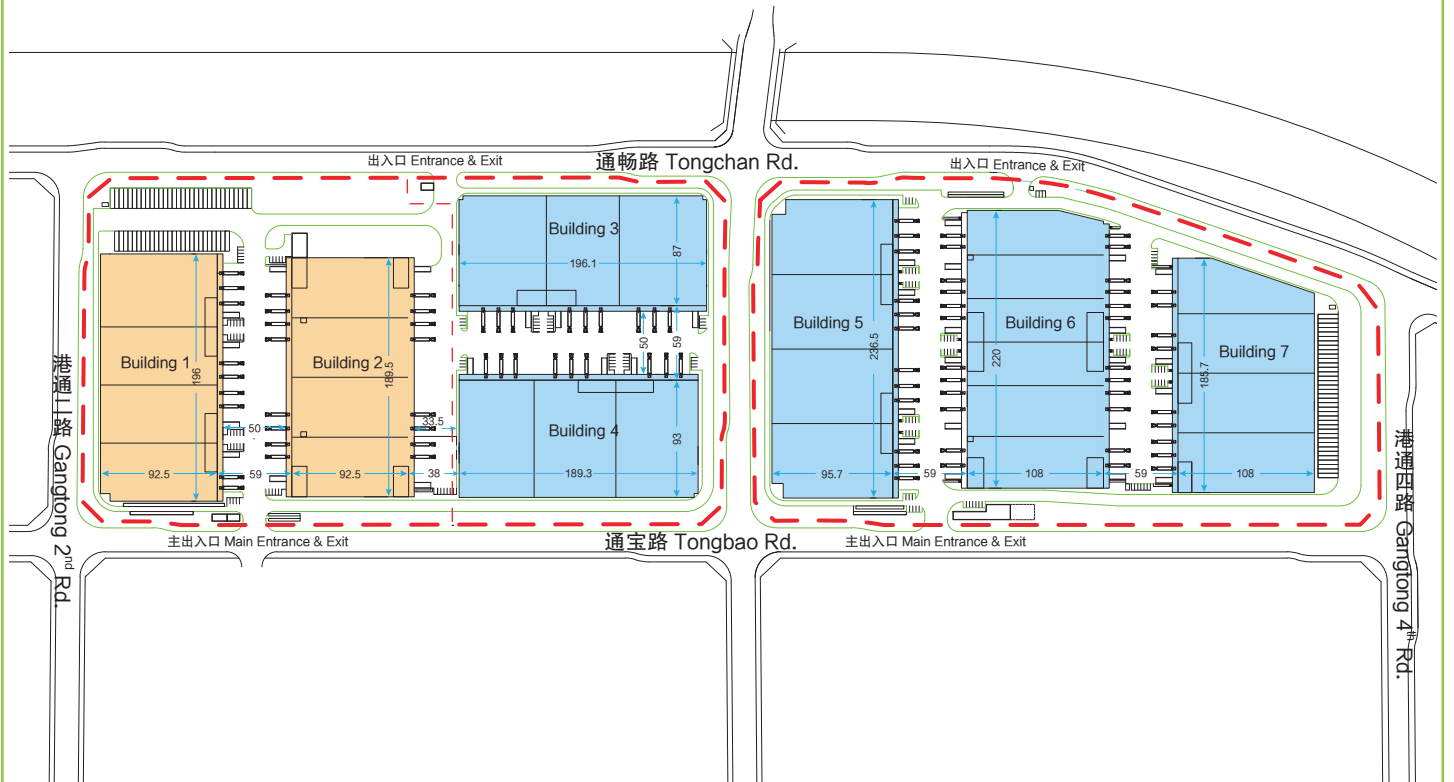 出入口 Entrance & Exit
通畅路 Tongchan Rd.
出入口 Entrance & Exit
Building 3
196.1
87
Building 1
196
92.5
50
59
Building 2
189.5
92.5
33.5
38
50
59
Building 4
93
189.3
Building 5
236.5
95.7
59
Building 6
220
108
59
Building 7
185.7
108
港通二路 Gangtong 2nd Rd.
港通四路 Gangtong 4th Rd.
主出入口 Main Entrance & Exit
通宝路 Tongbao Rd.
主出入口 Main Entrance & Exit